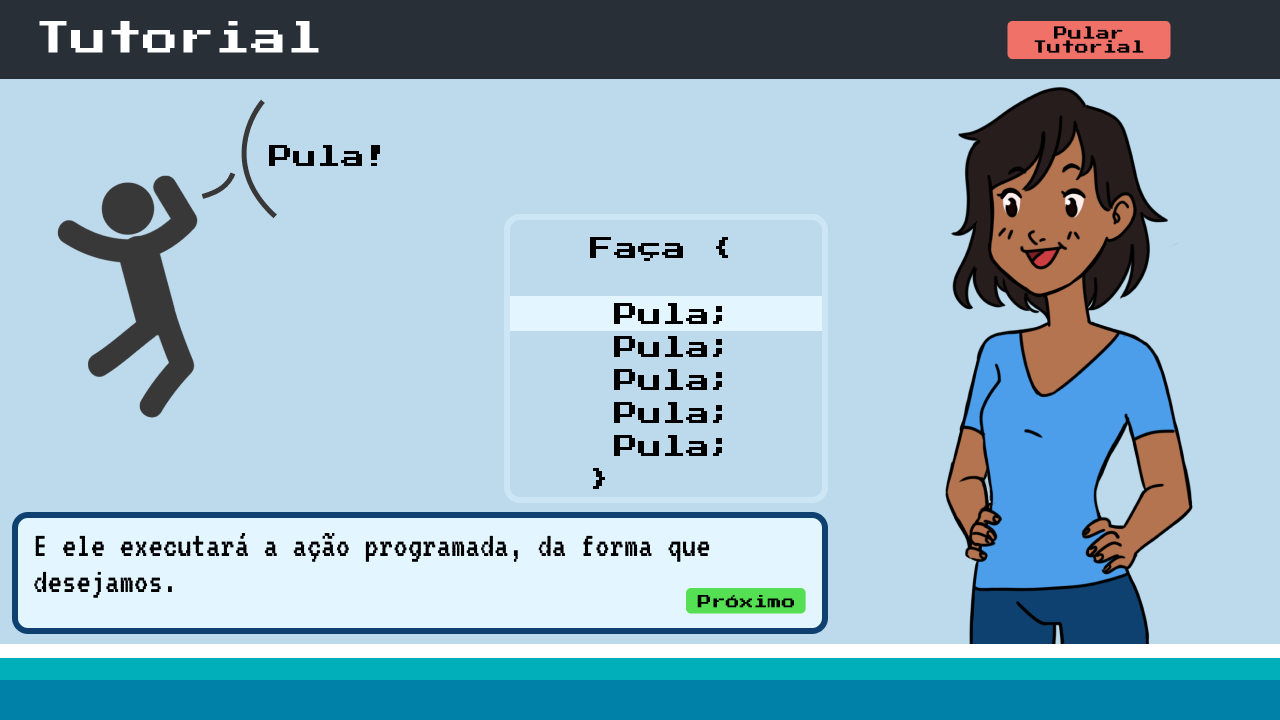 Tutorial
Pular
Tutorial
Pula!
Faça {
Pula;
Pula;
Pula;
Pula;
Pula;
}
E ele executará a ação programada, da forma que
desejamos.
Próximo